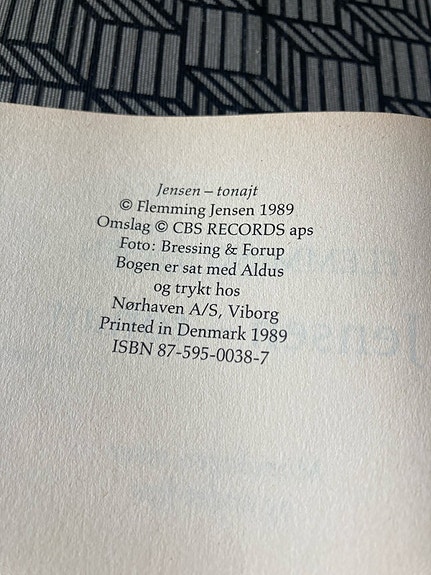 Jensen – tonajt
© Flemming Jensen 1989
Omslag © CBS RECORDS aps
Foto: Bressing & Forup
Bogen er sat med Aldus
og trykt hos
Nørhaven A/S, Viborg
Printed in Denmark 1989
ISBN 87-595-0038-7